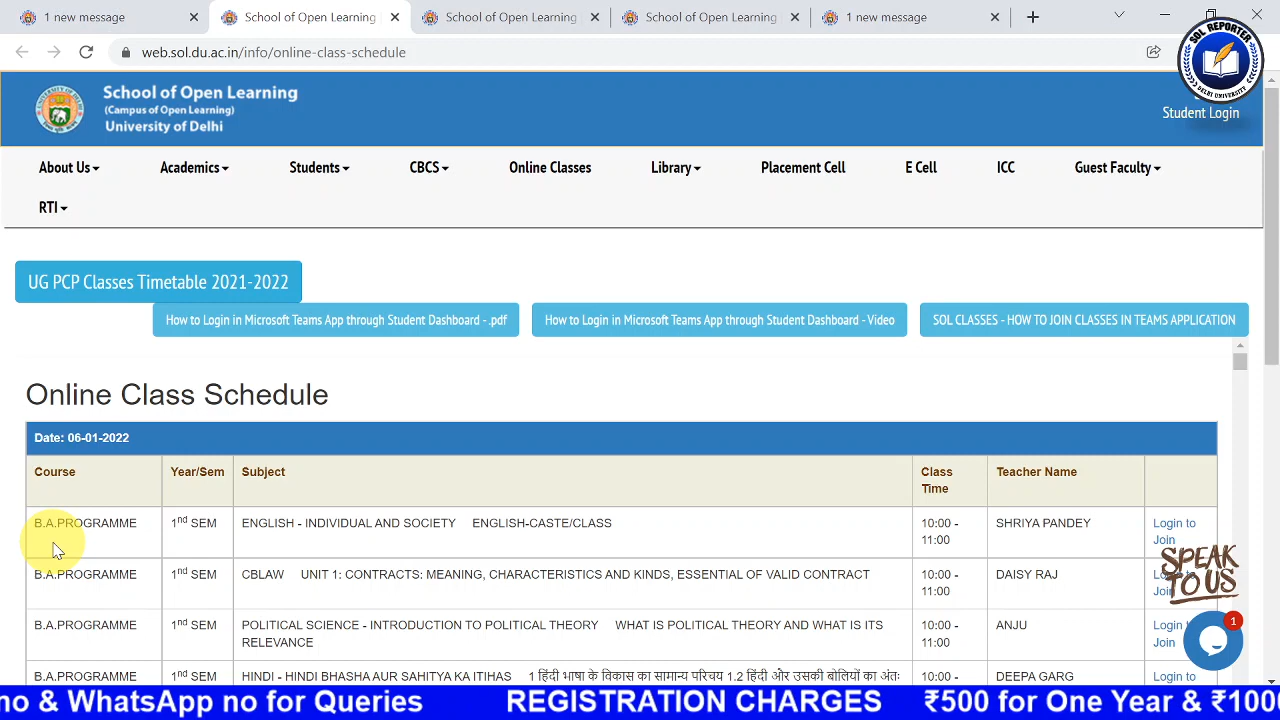 1 new message
School of Open Learning
School of Open Learning
School of Open Learning
1 new message
web.sol.du.ac.in/info/online-class-schedule
SOL REPORTER
DELHI UNIVERSITY
School of Open Learning
(Campus of Open Learning)
University of Delhi
Student Login
About Us
Academics
Students
CBCS
Online Classes
Library
Placement Cell
E Cell
ICC
Guest Faculty
RTI
UG PCP Classes Timetable 2021-2022
How to Login in Microsoft Teams App through Student Dashboard - .pdf
How to Login in Microsoft Teams App through Student Dashboard - Video
SOL CLASSES - HOW TO JOIN CLASSES IN TEAMS APPLICATION
Online Class Schedule
Date: 06-01-2022
Course Year/Sem Subject Class Time Teacher Name
B.A.PROGRAMME 1nd SEM ENGLISH - INDIVIDUAL AND SOCIETY ENGLISH-CASTE/CLASS 10:00 - 11:00 SHRIYA PANDEY Login to Join
B.A.PROGRAMME 1nd SEM CBLAW UNIT 1: CONTRACTS: MEANING, CHARACTERISTICS AND KINDS, ESSENTIAL OF VALID CONTRACT 10:00 - 11:00 DAISY RAJ
SPEAK TO US
B.A.PROGRAMME 1nd SEM POLITICAL SCIENCE - INTRODUCTION TO POLITICAL THEORY WHAT IS POLITICAL THEORY AND WHAT IS ITS RELEVANCE 10:00 - 11:00 ANJU Login to Join
1
B.A.PROGRAMME 1nd SEM HINDI - HINDI BHASHA AUR SAHITYA KA ITIHAS 1 हिंदी भाषा के विकास का सामान्य परिचय 1.2 हिंदी और उसकी बोलियों का अंतः 10:00 - DEEPA GARG Login to
no & WhatsApp no for Queries REGISTRATION CHARGES ₹500 for One Year & ₹100